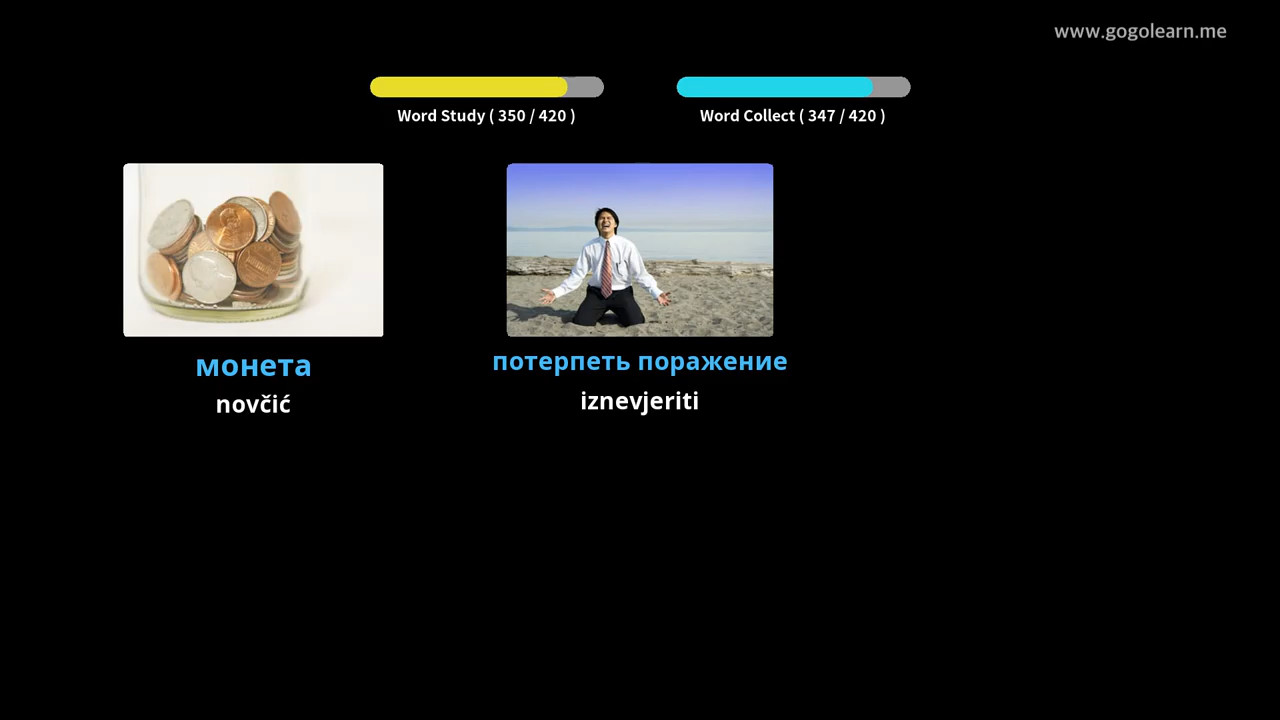 www.gogolearn.me
Word Study ( 350 / 420 )
Word Collect ( 347 / 420 )
монета
novčić
потерпеть поражение
iznevjeriti